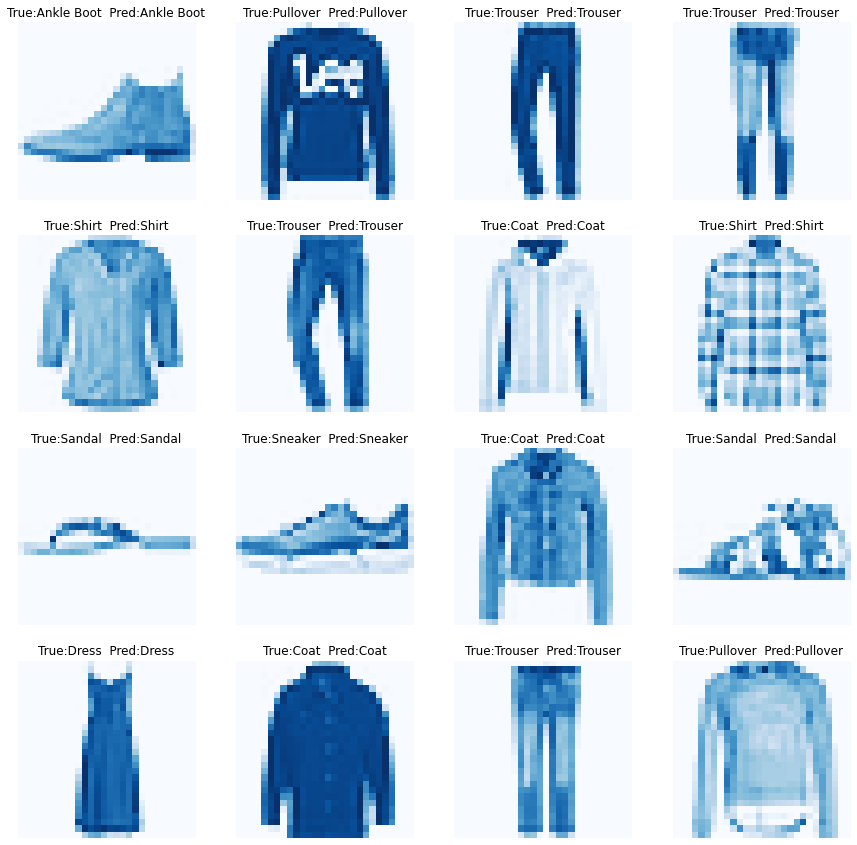 True:Ankle Boot  Pred:Ankle Boot
True:Pullover  Pred:Pullover
True:Trouser  Pred:Trouser
True:Trouser  Pred:Trouser
True:Shirt  Pred:Shirt
True:Trouser  Pred:Trouser
True:Coat  Pred:Coat
True:Shirt  Pred:Shirt
True:Sandal  Pred:Sandal
True:Sneaker  Pred:Sneaker
True:Coat  Pred:Coat
True:Sandal  Pred:Sandal
True:Dress  Pred:Dress
True:Coat  Pred:Coat
True:Trouser  Pred:Trouser
True:Pullover  Pred:Pullover